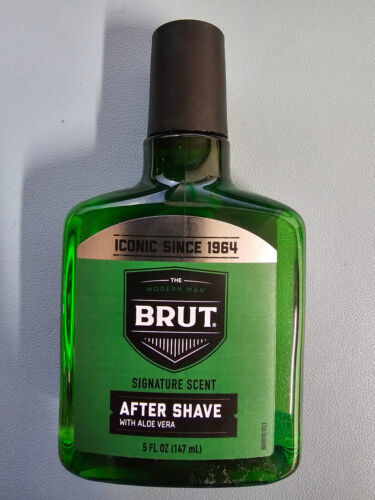 ICONIC SINCE 1964
THE
MODERN MAN
BRUT®
SIGNATURE SCENT
AFTER SHAVE
WITH ALOE VERA
5 FL OZ (147 mL)